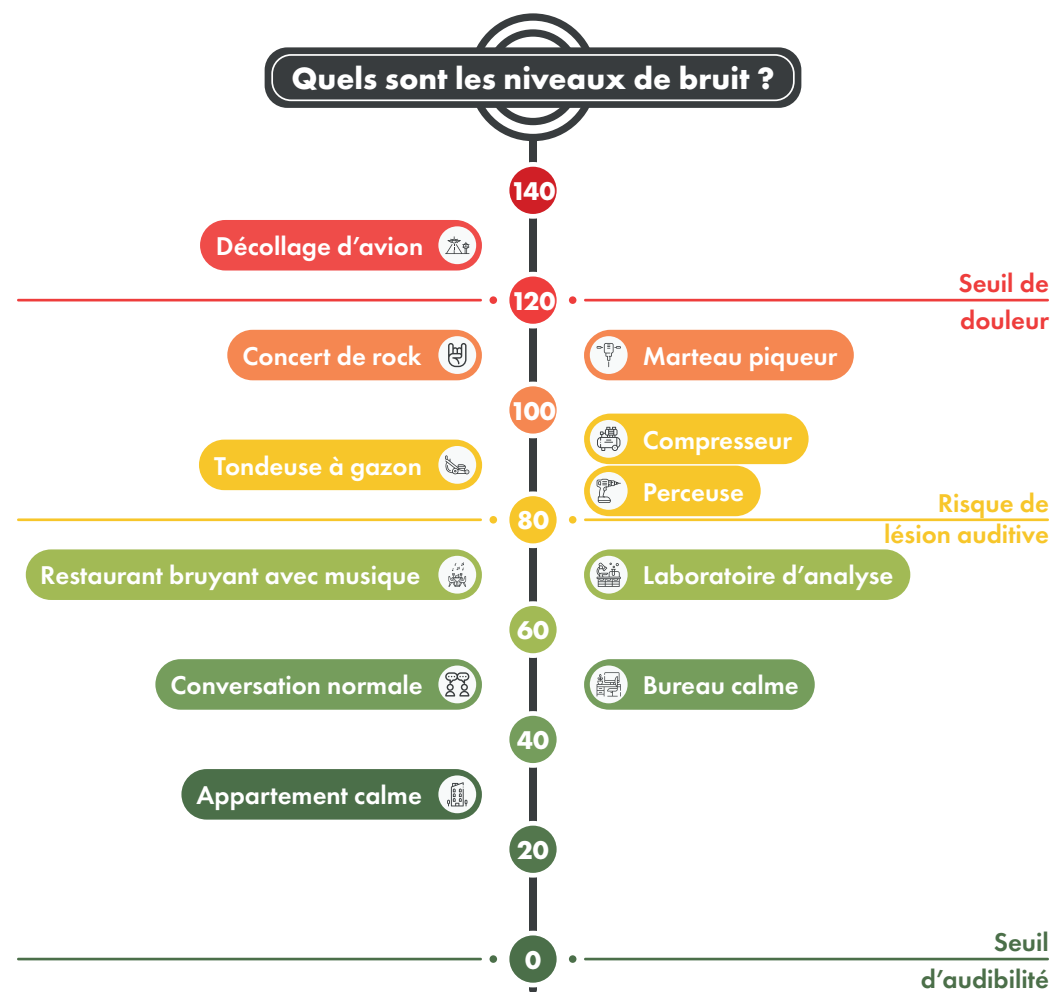 Quels sont les niveaux de bruit ?
140
Décollage d’avion
120
Seuil de
douleur
Concert de rock
Marteau piqueur
100
Compresseur
Tondeuse à gazon
Perceuse
80
Risque de
lésion auditive
Restaurant bruyant avec musique
Laboratoire d’analyse
60
Conversation normale
Bureau calme
40
Appartement calme
20
0
Seuil
d’audibilité